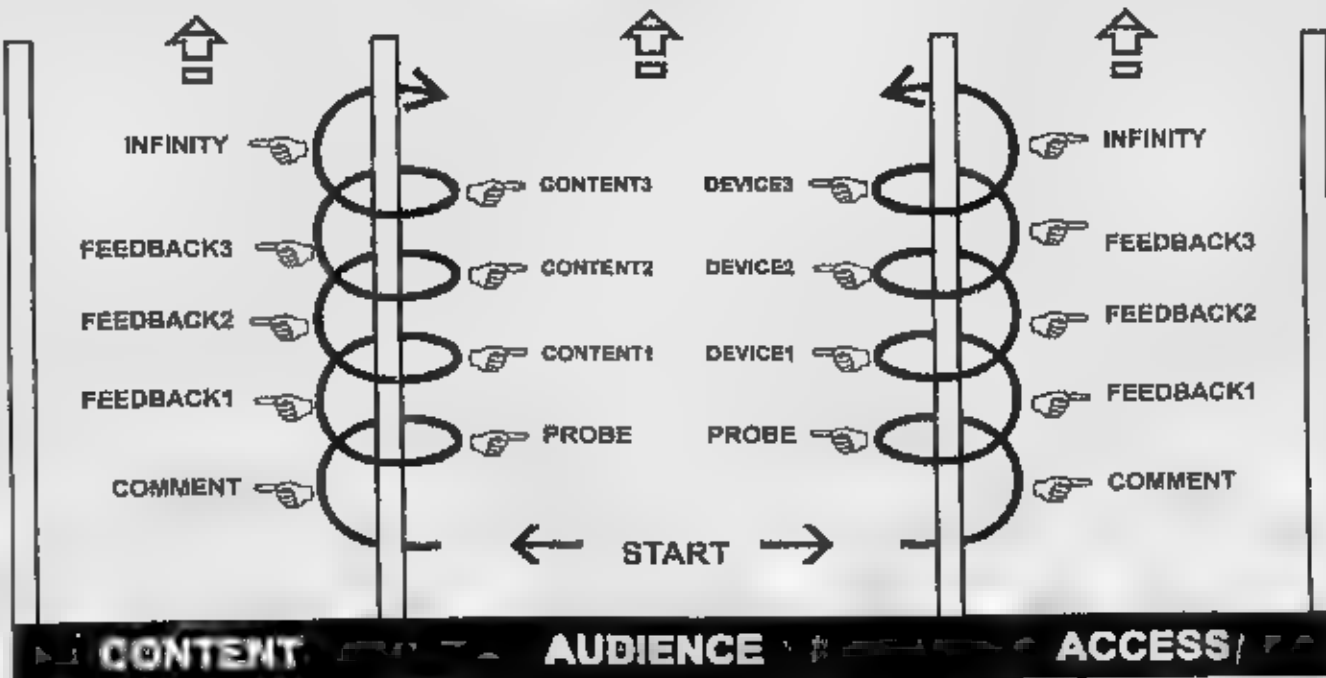 INFINITY INFINITY
CONTENT3 DEVICE3
FEEDBACK3 FEEDBACK3
CONTENT2 DEVICE2
FEEDBACK2 FEEDBACK2
CONTENT1 DEVICE1
FEEDBACK1 FEEDBACK1
PROBE PROBE
COMMENT COMMENT
START
CONTENT AUDIENCE ACCESS